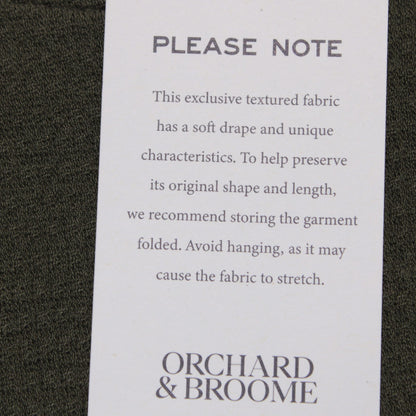 PLEASE NOTE
This exclusive textured fabric
has a soft drape and unique
characteristics. To help preserve
its original shape and length,
we recommend storing the garment
folded. Avoid hanging, as it may
cause the fabric to stretch.
ORCHARD
& BROOME